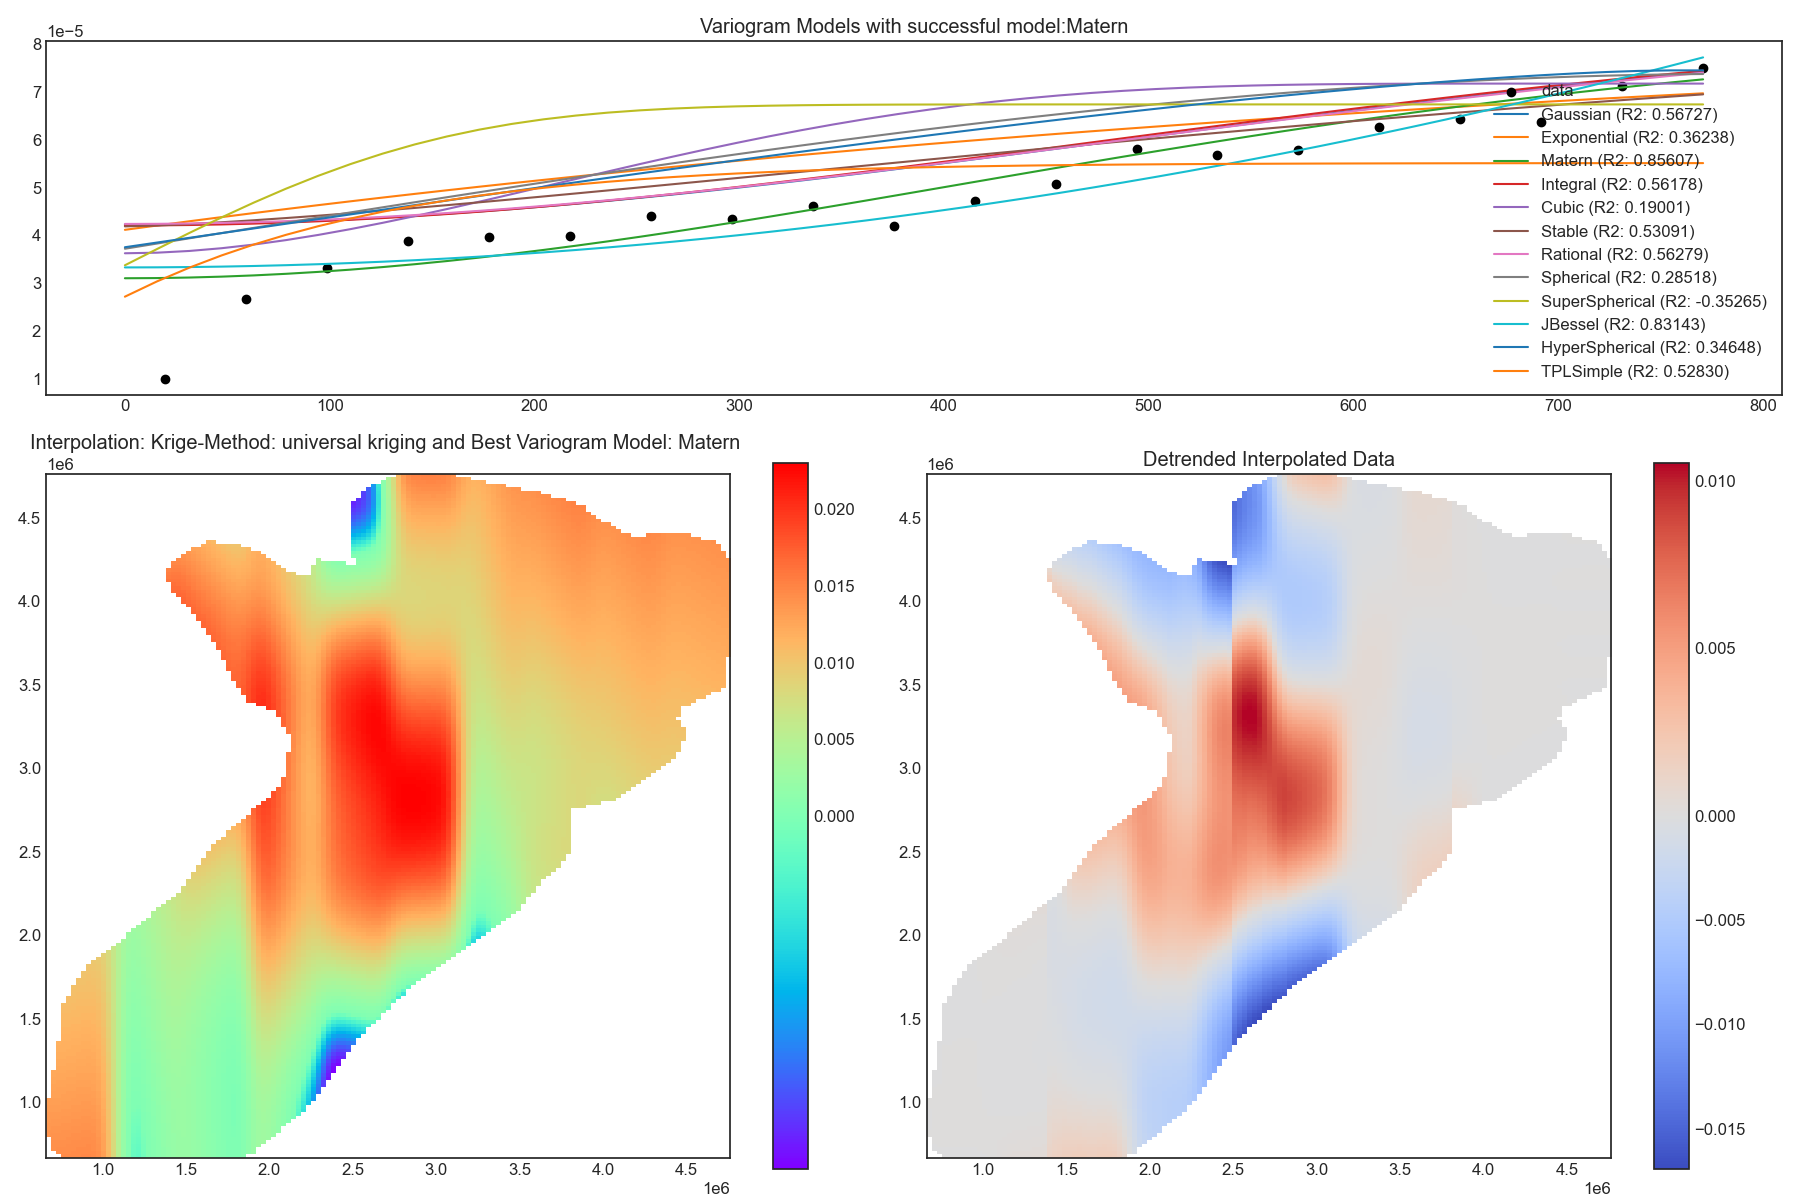 Variogram Models with successful model:Matern
1e−5
8
7
6
5
4
3
2
1
data
Gaussian (R2: 0.56727)
Exponential (R2: 0.36238)
Matern (R2: 0.85607)
Integral (R2: 0.56178)
Cubic (R2: 0.19001)
Stable (R2: 0.53091)
Rational (R2: 0.56279)
Spherical (R2: 0.28518)
SuperSpherical (R2: -0.35265)
JBessel (R2: 0.83143)
HyperSpherical (R2: 0.34648)
TPLSimple (R2: 0.52830)
0 100 200 300 400 500 600 700 800
Interpolation: Krige-Method: universal kriging and Best Variogram Model: Matern
1e6
4.5
4.0
3.5
3.0
2.5
2.0
1.5
1.0
1.0 1.5 2.0 2.5 3.0 3.5 4.0 4.5
1e6
0.020
0.015
0.010
0.005
0.000
Detrended Interpolated Data
1e6
4.5
4.0
3.5
3.0
2.5
2.0
1.5
1.0
1.0 1.5 2.0 2.5 3.0 3.5 4.0 4.5
1e6
0.010
0.005
0.000
−0.005
−0.010
−0.015